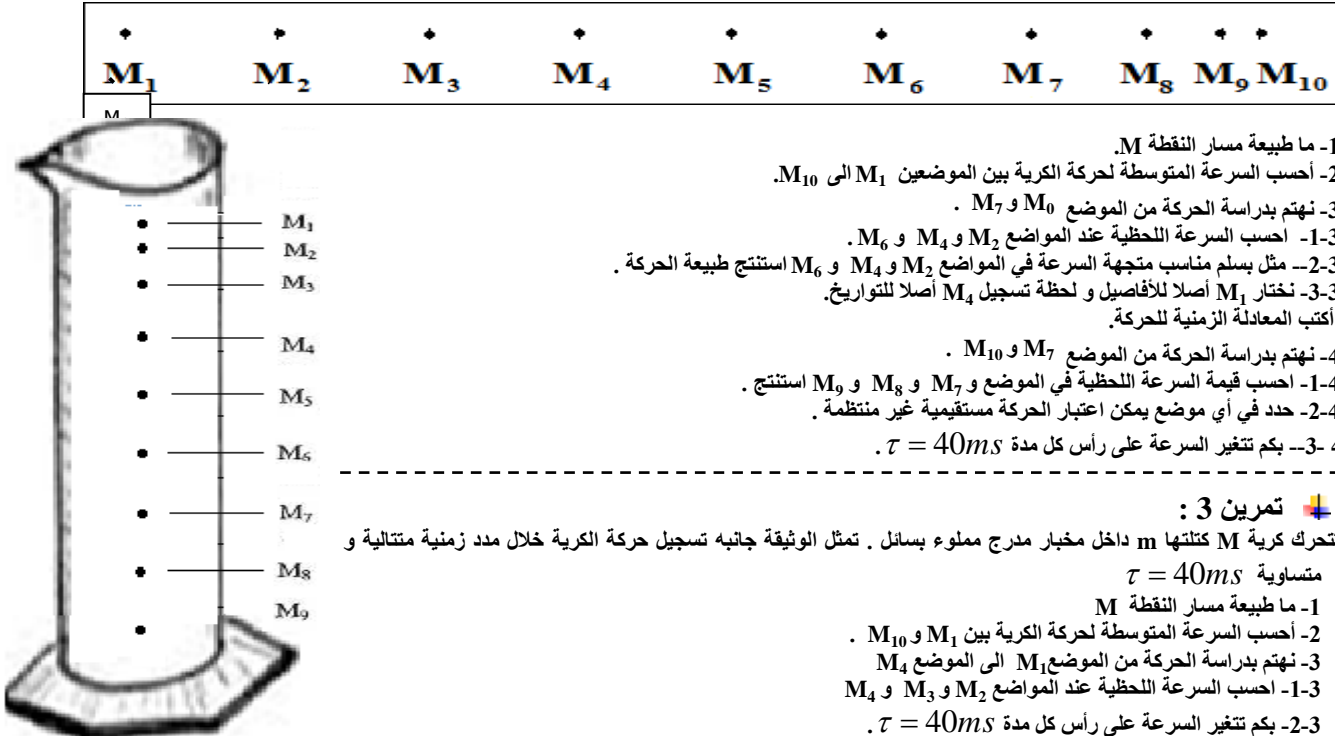 M₁ M₂ M₃ M₄ M₅ M₆ M₇ M₈ M₉ M₁₀
M
1- ما طبيعة مسار النقطة M.
2- أحسب السرعة المتوسطة لحركة الكرية بين الموضعين M₁ الى M₁₀.
3- نهتم بدراسة الحركة من الموضع M₀ و M₇ .
3-1- احسب السرعة اللحظية عند المواضع M₂ و M₄ و M₆ .
3-2-- مثل بسلم مناسب متجهة السرعة في المواضع M₂ و M₄ و M₆ استنتج طبيعة الحركة .
3-3- نختار M₁ أصلا للأفاصيل و لحظة تسجيل M₄ أصلا للتواريخ.
أكتب المعادلة الزمنية للحركة.
4- نهتم بدراسة الحركة من الموضع M₇ و M₁₀ .
4-1- احسب قيمة السرعة اللحظية في الموضع و M₇ و M₈ و M₉ استنتج .
4-2- حدد في أي موضع يمكن اعتبار الحركة مستقيمية غير منتظمة .
4 -3-- بكم تتغير السرعة على رأس كل مدة τ = 40ms .
تمرين 3 :
تتحرك كرية M كتلتها m داخل مخبار مدرج مملوء بسائل . تمثل الوثيقة جانبه تسجيل حركة الكرية خلال مدد زمنية متتالية و
متساوية τ = 40ms
1- ما طبيعة مسار النقطة M
2- أحسب السرعة المتوسطة لحركة الكرية بين M₁ و M₁₀ .
3- نهتم بدراسة الحركة من الموضع M₁ الى الموضع M₄
3-1- احسب السرعة اللحظية عند المواضع M₂ و M₃ و M₄
3-2- بكم تتغير السرعة على رأس كل مدة τ = 40ms .
M₁
M₂
M₃
M₄
M₅
M₆
M₇
M₈
M₉